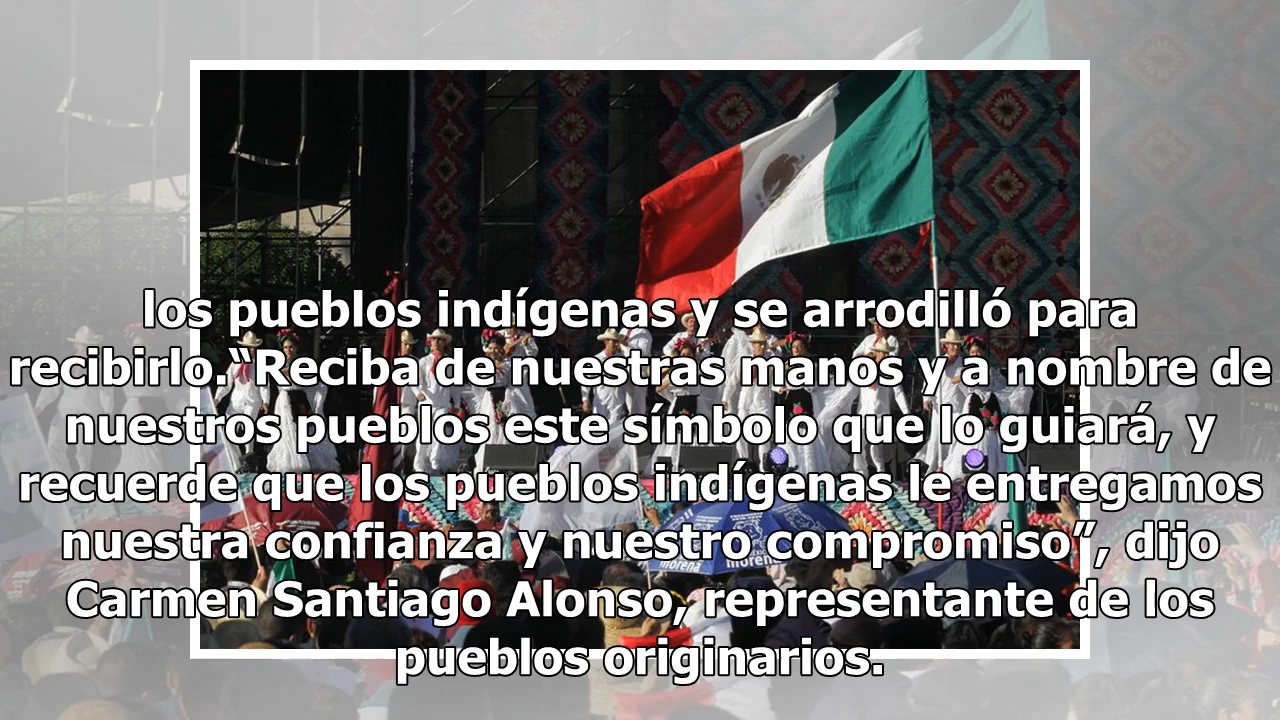 los pueblos indígenas y se arrodilló para
recibirlo.“Reciba de nuestras manos y a nombre de
nuestros pueblos este símbolo que lo guiará, y
recuerde que los pueblos indígenas le entregamos
nuestra confianza y nuestro compromiso”, dijo
Carmen Santiago Alonso, representante de los
pueblos originarios.
morena
morena